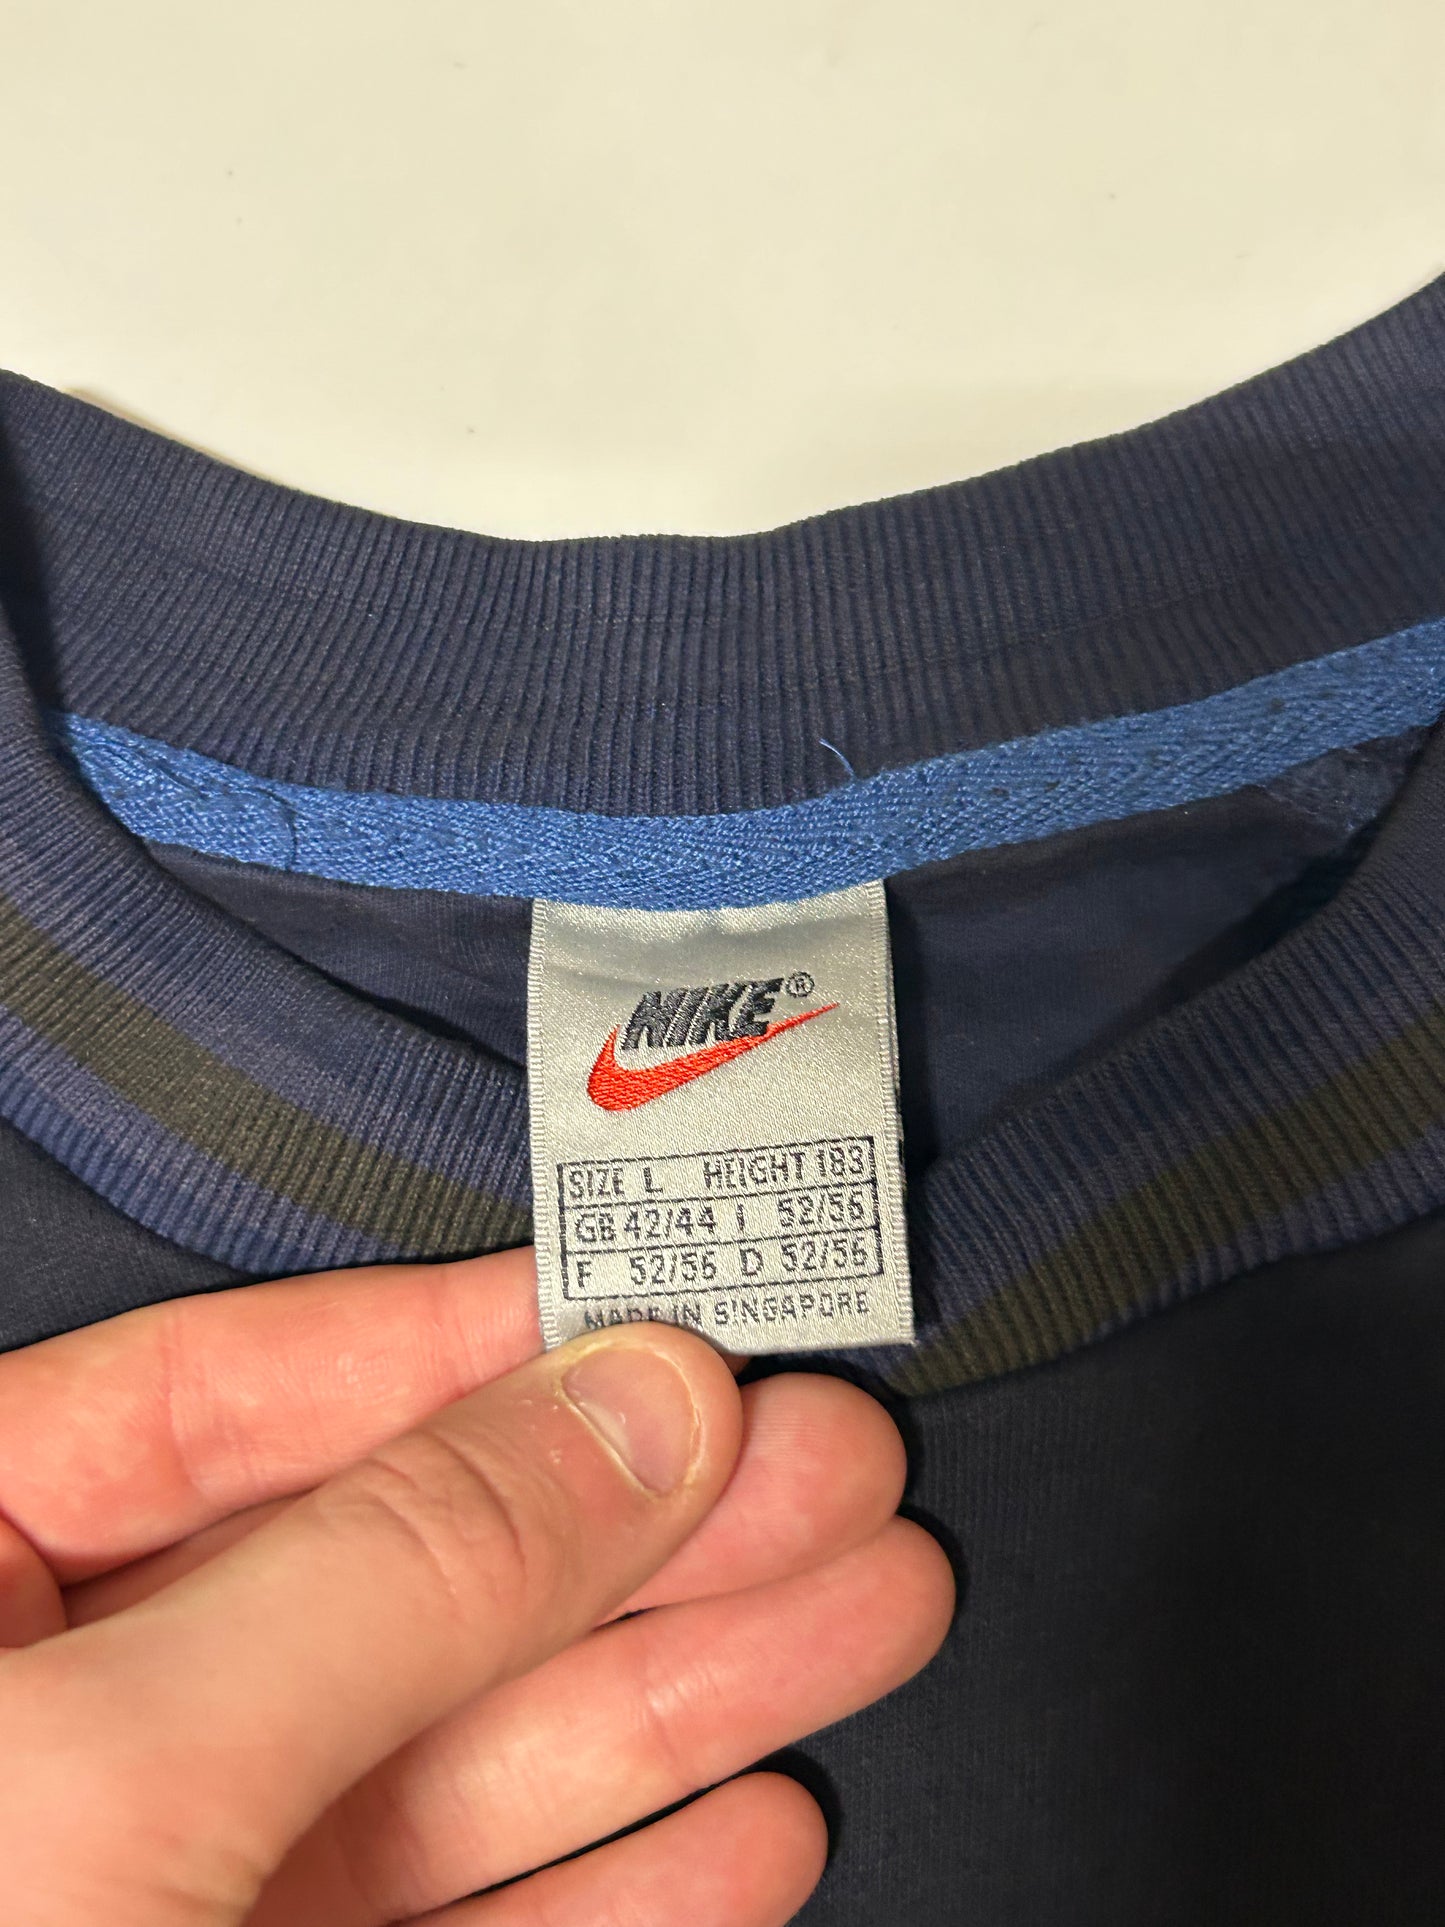 NIKE®
SIZE L HEIGHT 183
GB 42/44 I 52/56
F 52/56 D 52/56
MADE IN SINGAPORE